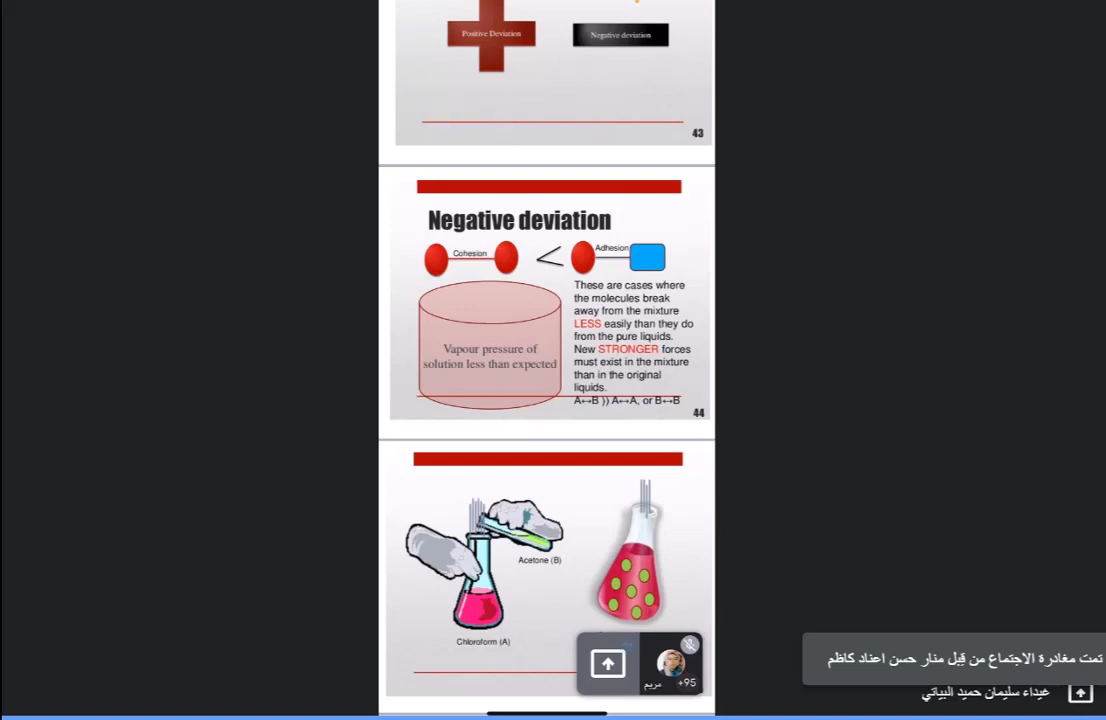 Positive Deviation
Negative deviation
43
Negative deviation
Cohesion
Adhesion
<
These are cases where
the molecules break
away from the mixture
LESS easily than they do
from the pure liquids.
New STRONGER forces
must exist in the mixture
than in the original
liquids.
A↔B )) A↔A, or B↔B
Vapour pressure of
solution less than expected
44
Acetone (B)
Chloroform (A)
مريم
+95
تمت مغادرة الاجتماع من قِبل منار حسن اعناد كاظم
غيداء سليمان حميد البياتي